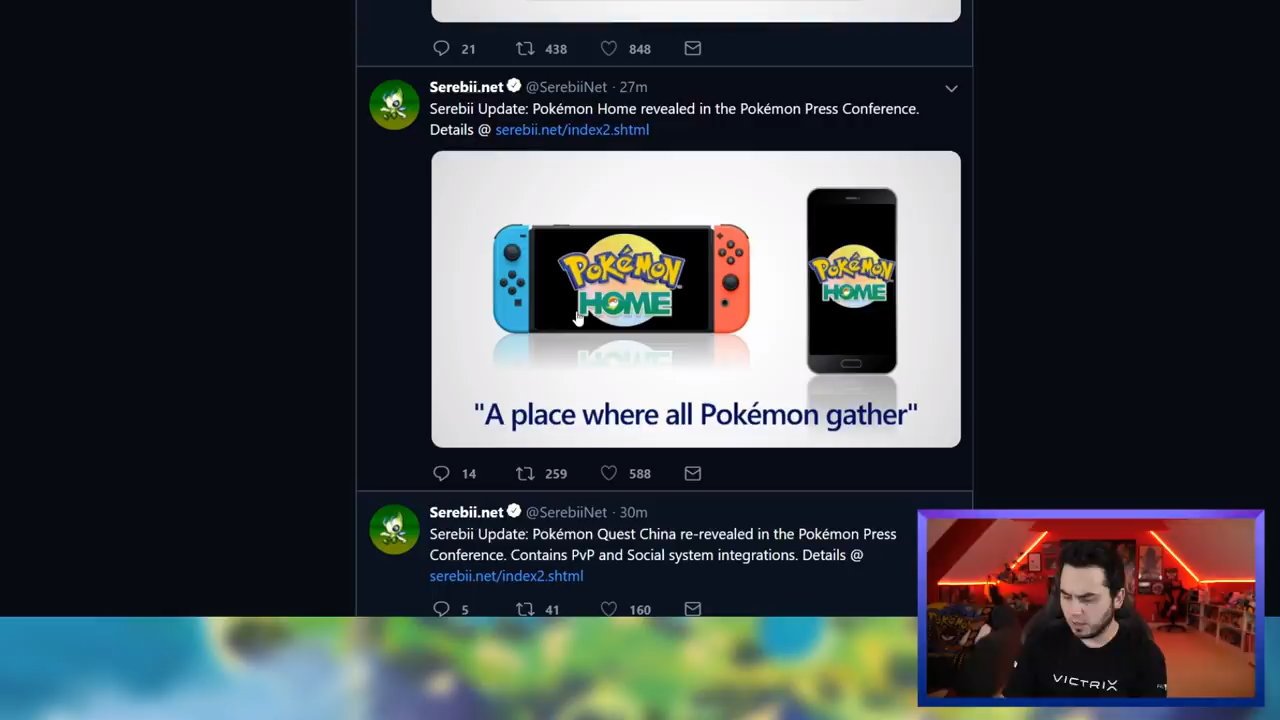 21 438 848
Serebii.net @SerebiiNet · 27m
Serebii Update: Pokémon Home revealed in the Pokémon Press Conference.
Details @ serebii.net/index2.shtml
POKÉMON HOME
POKÉMON HOME
"A place where all Pokémon gather"
14 259 588
Serebii.net @SerebiiNet · 30m
Serebii Update: Pokémon Quest China re-revealed in the Pokémon Press
Conference. Contains PvP and Social system integrations. Details @
serebii.net/index2.shtml
5 41 160
VICTRIX